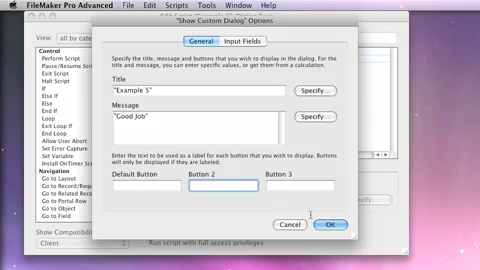 FileMaker Pro Advanced File Edit View Scripts Tools Window Help
"Show Custom Dialog" Options
General Input Fields
View: all by cate
Control
Perform Script
Pause/Resume Scri
Exit Script
Halt Script
If
Else
Else If
End If
Loop
Exit Loop If
End Loop
Allow User Abort
Set Error Capture
Set Variable
Install OnTimer Sc
Navigation
Go to Layout
Go to Record/Requ
Go to Related Reco
Go to Portal Row
Go to Object
Go to Field
Specify the title, message and buttons that you wish to display in the dialog. For the
title and message, you can enter specific values, or get them from a calculation.
Title
"Example 5"
Specify...
Message
"Good Job"
Specify...
Enter the text to be used as a label for each button that you wish to display. Buttons
will only be displayed if they are labeled.
Default Button Button 2 Button 3
Cancel OK
Show Compatibi
Client
Run script with full access privileges